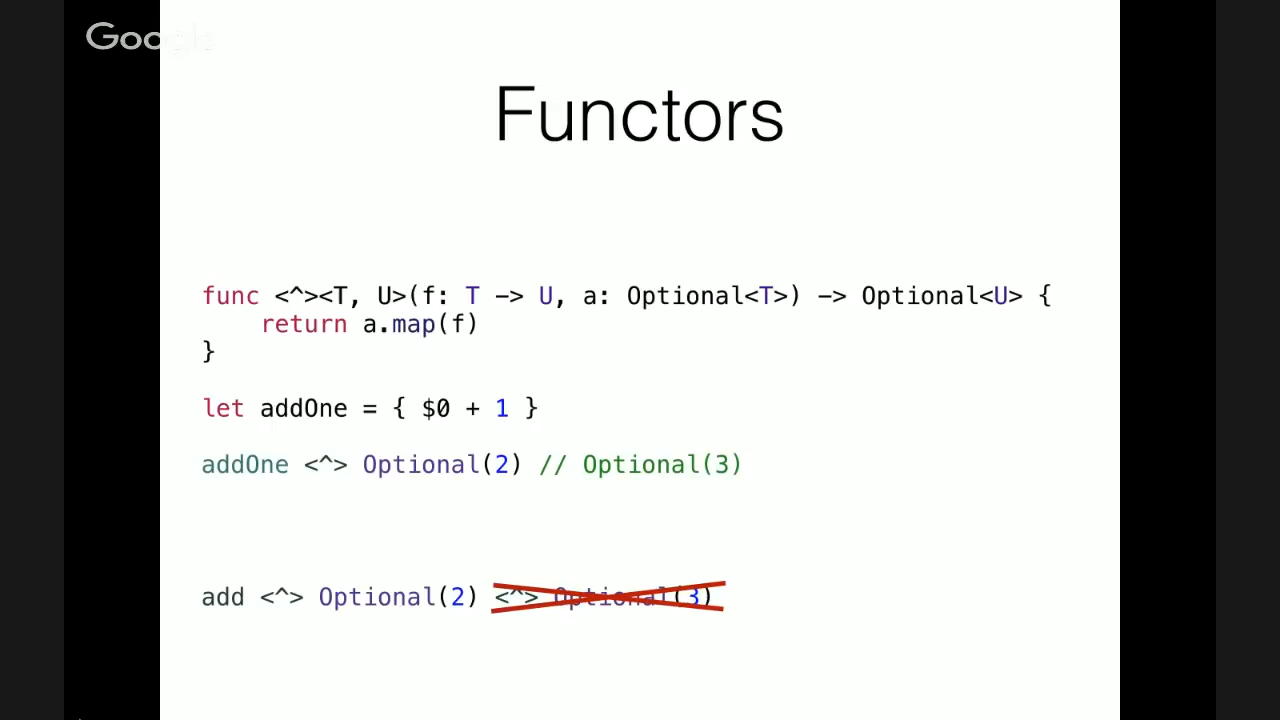 Google
Functors
func <^><T, U>(f: T -> U, a: Optional<T>) -> Optional<U> {
    return a.map(f)
}
let addOne = { $0 + 1 }
addOne <^> Optional(2) // Optional(3)
add <^> Optional(2) <^> Optional(3)